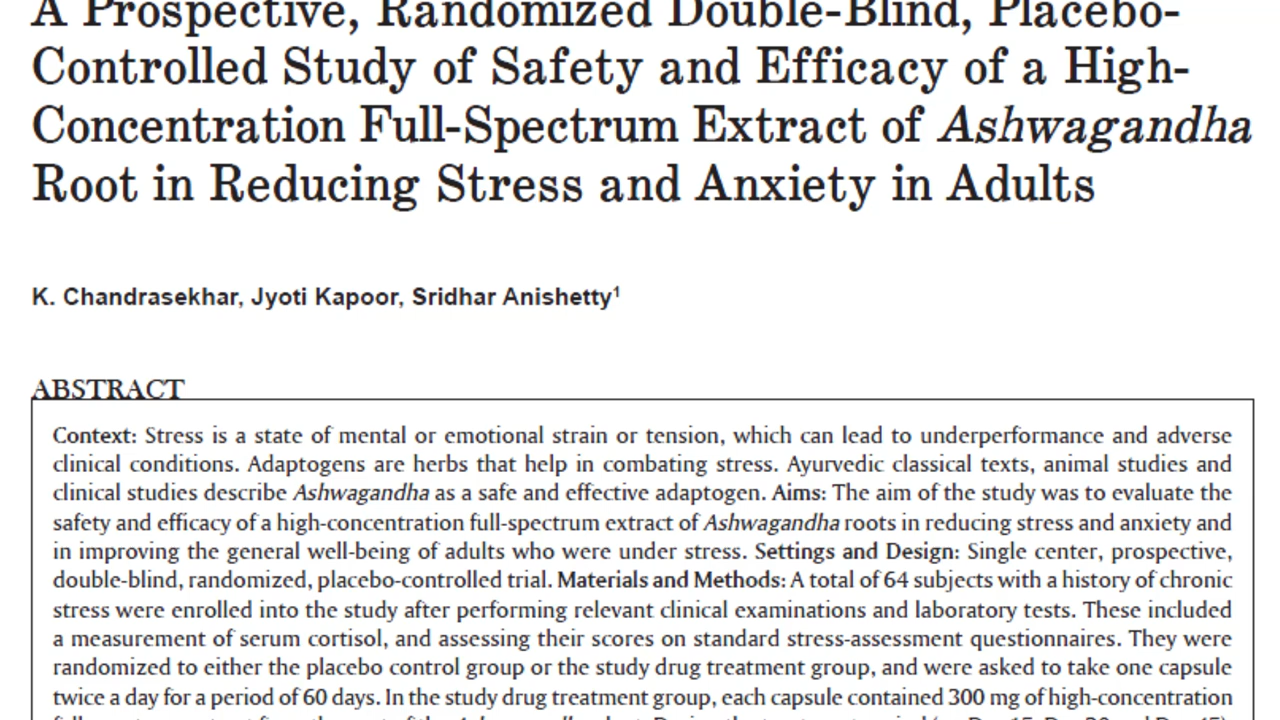 A Prospective, Randomized Double-Blind, Placebo-
Controlled Study of Safety and Efficacy of a High-
Concentration Full-Spectrum Extract of Ashwagandha
Root in Reducing Stress and Anxiety in Adults
K. Chandrasekhar, Jyoti Kapoor, Sridhar Anishetty¹
ABSTRACT
Context: Stress is a state of mental or emotional strain or tension, which can lead to underperformance and adverse
clinical conditions. Adaptogens are herbs that help in combating stress. Ayurvedic classical texts, animal studies and
clinical studies describe Ashwagandha as a safe and effective adaptogen. Aims: The aim of the study was to evaluate the
safety and efficacy of a high-concentration full-spectrum extract of Ashwagandha roots in reducing stress and anxiety and
in improving the general well-being of adults who were under stress. Settings and Design: Single center, prospective,
double-blind, randomized, placebo-controlled trial. Materials and Methods: A total of 64 subjects with a history of chronic
stress were enrolled into the study after performing relevant clinical examinations and laboratory tests. These included
a measurement of serum cortisol, and assessing their scores on standard stress-assessment questionnaires. They were
randomized to either the placebo control group or the study drug treatment group, and were asked to take one capsule
twice a day for a period of 60 days. In the study drug treatment group, each capsule contained 300 mg of high-concentration